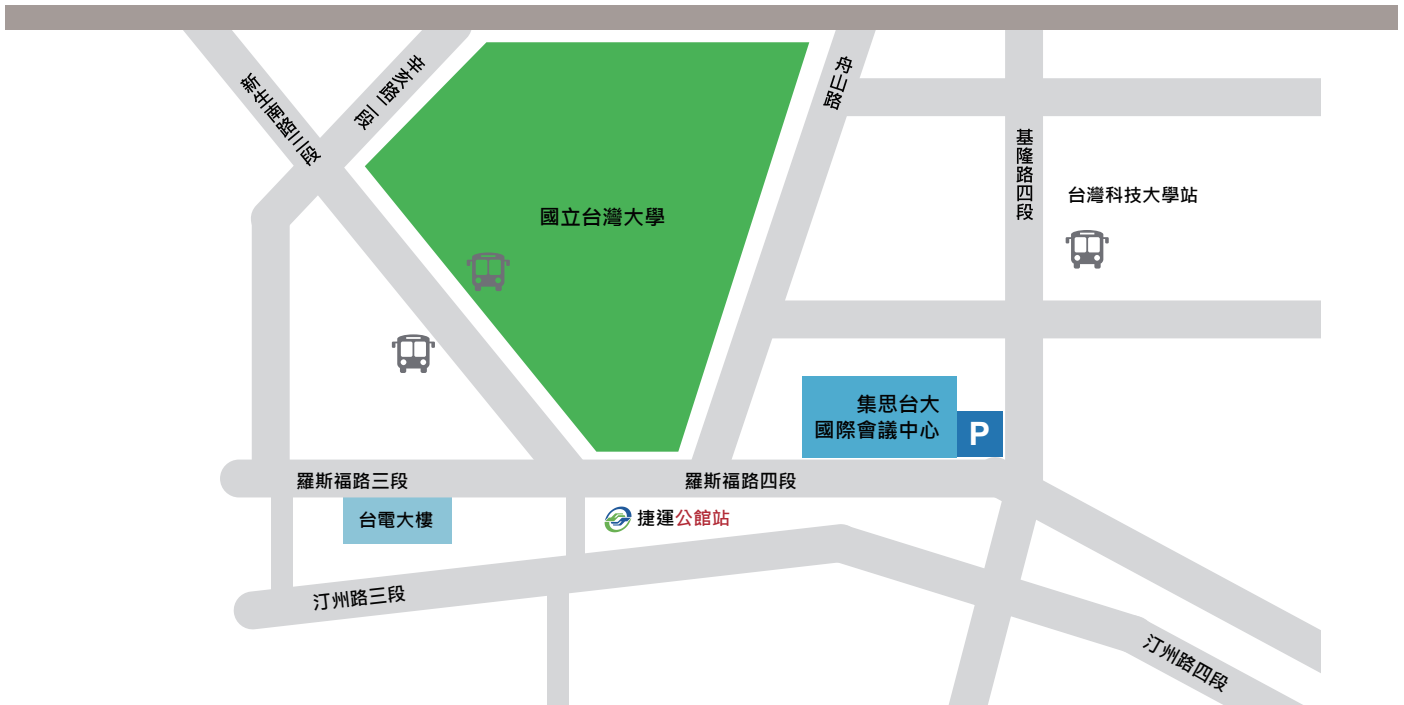 新生南路三段
辛亥路二段
舟山路
基隆路四段
台灣科技大學站
國立台灣大學
集思台大
國際會議中心
P
羅斯福路三段
羅斯福路四段
台電大樓
捷運公館站
汀州路三段
汀州路四段